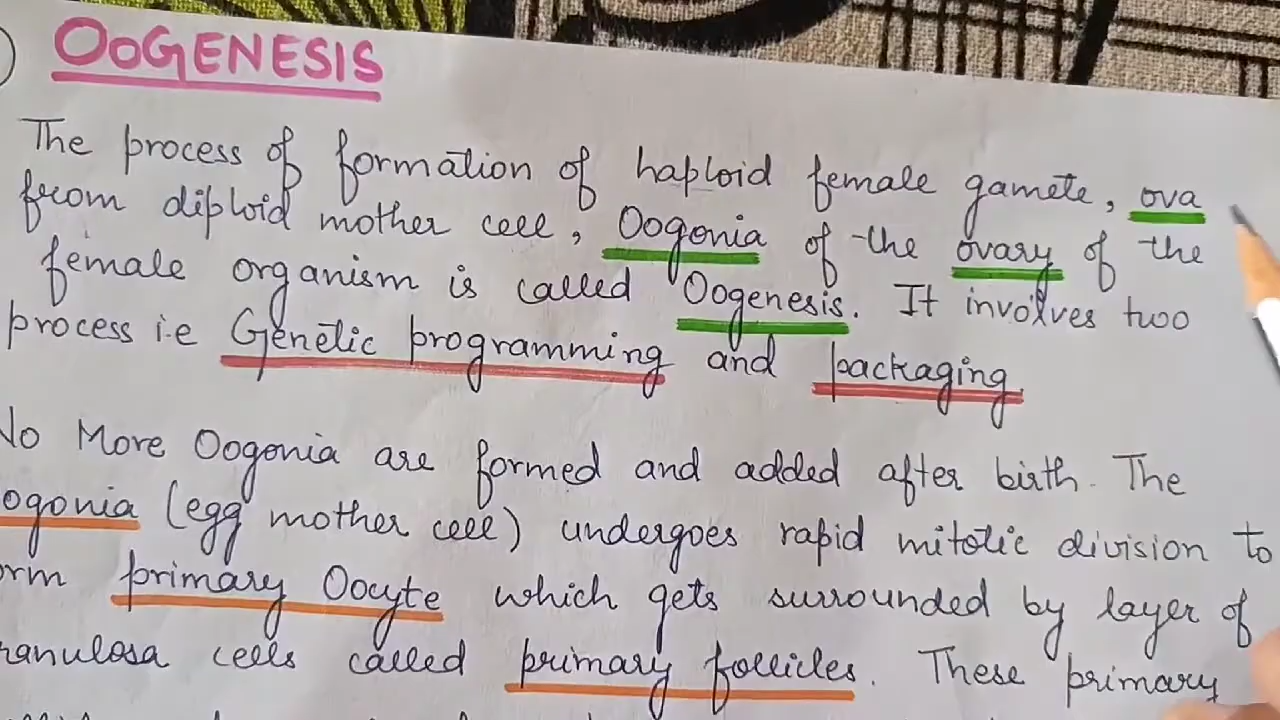 OOGENESIS
The process of formation of haploid female gamete, ova
from diploid mother cell, Oogonia of the ovary of the
female organism is called Oogenesis. It involves two
process i.e Genetic programming and packaging.
No More Oogonia are formed and added after birth. The
ogonia (egg mother cell) undergoes rapid mitotic division to
orm primary Oocyte which gets surrounded by layer of
ranulosa cells called primary follicles. These primary